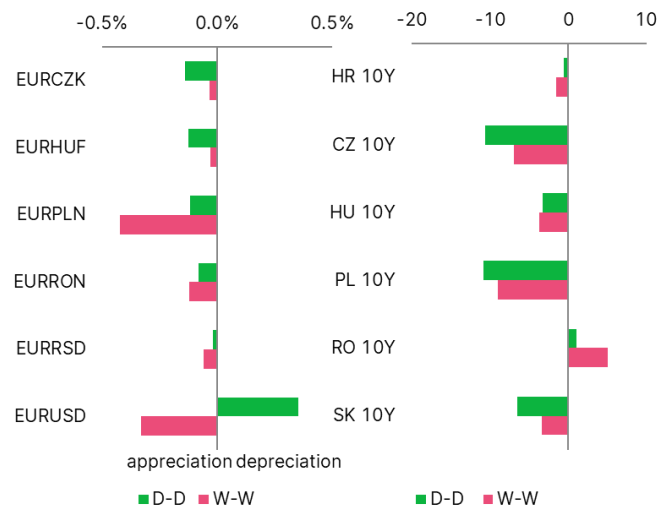 -0.5% 0.0% 0.5%
EURCZK
EURHUF
EURPLN
EURRON
EURRSD
EURUSD
appreciation depreciation
D-D W-W
-20 -10 0 10
HR 10Y
CZ 10Y
HU 10Y
PL 10Y
RO 10Y
SK 10Y
D-D W-W